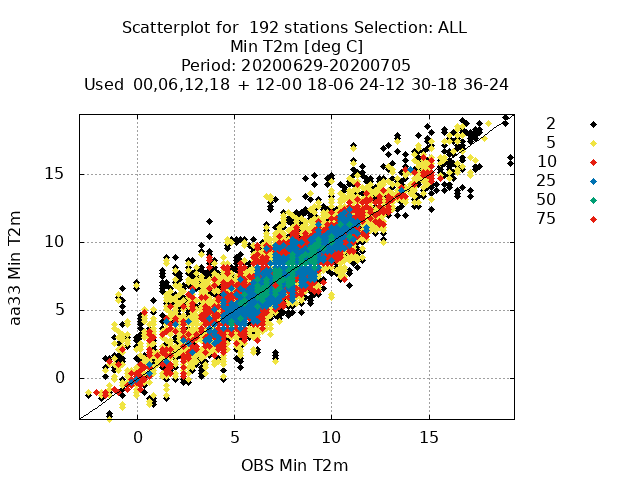 Scatterplot for  192 stations Selection: ALL
Min T2m [deg C]
Period: 20200629-20200705
Used  00,06,12,18  + 12-00 18-06 24-12 30-18 36-24
2
5
10
25
50
75
15
10
5
0
aa33 Min T2m
0 5 10 15
OBS Min T2m